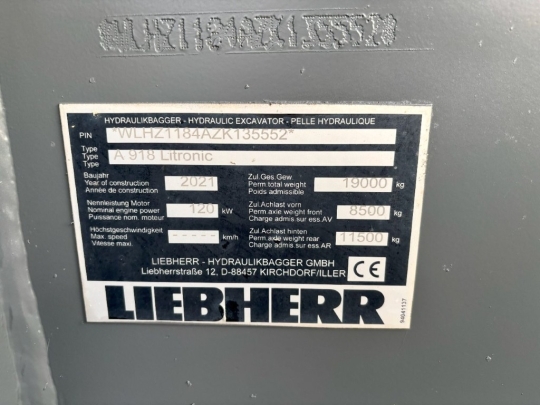 HYDRAULIKBAGGER - HYDRAULIC EXCAVATOR - PELLE HYDRAULIQUE
PIN *WLHZ1184AZK135552*
Type
Type A 918 Litronic
Type
Baujahr
Year of construction 2021
Année de construction
Zul.Ges.Gew
Perm.total weight 19000 kg
Poids admissible
Nennleistung Motor
Nominal engine power 120 kW
Puissance nom. moteur
Zul.Achslast vorn
Perm.axle weight front 8500 kg
Charge admis sur ess.AV
Höchstgeschwindigkeit
Max. speed - - - - - km/h
Vitesse maxi.
Zul.Achslast hinten
Perm.axle weight rear 11500 kg
Charge admis sur ess AR
LIEBHERR - HYDRAULIKBAGGER GMBH
Liebherrstraße 12, D-88457 KIRCHDORF/ILLER
CE
LIEBHERR
94041137